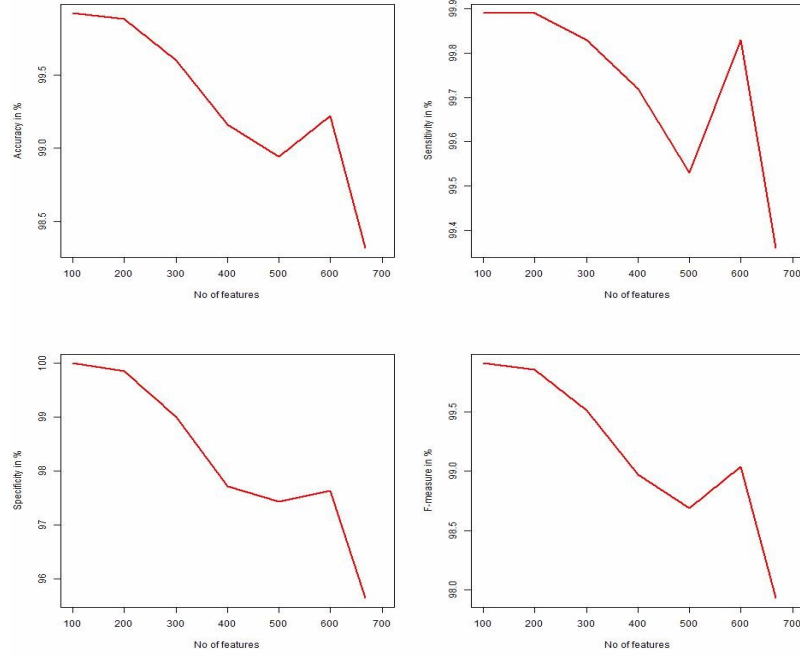 Accuracy in %
99.5
99.0
98.5
100 200 300 400 500 600 700
No of features
Sensitivity in %
99.9
99.8
99.7
99.6
99.5
99.4
100 200 300 400 500 600 700
No of features
Specificity in %
100
99
98
97
96
100 200 300 400 500 600 700
No of features
F-measure in %
99.5
99.0
98.5
98.0
100 200 300 400 500 600 700
No of features